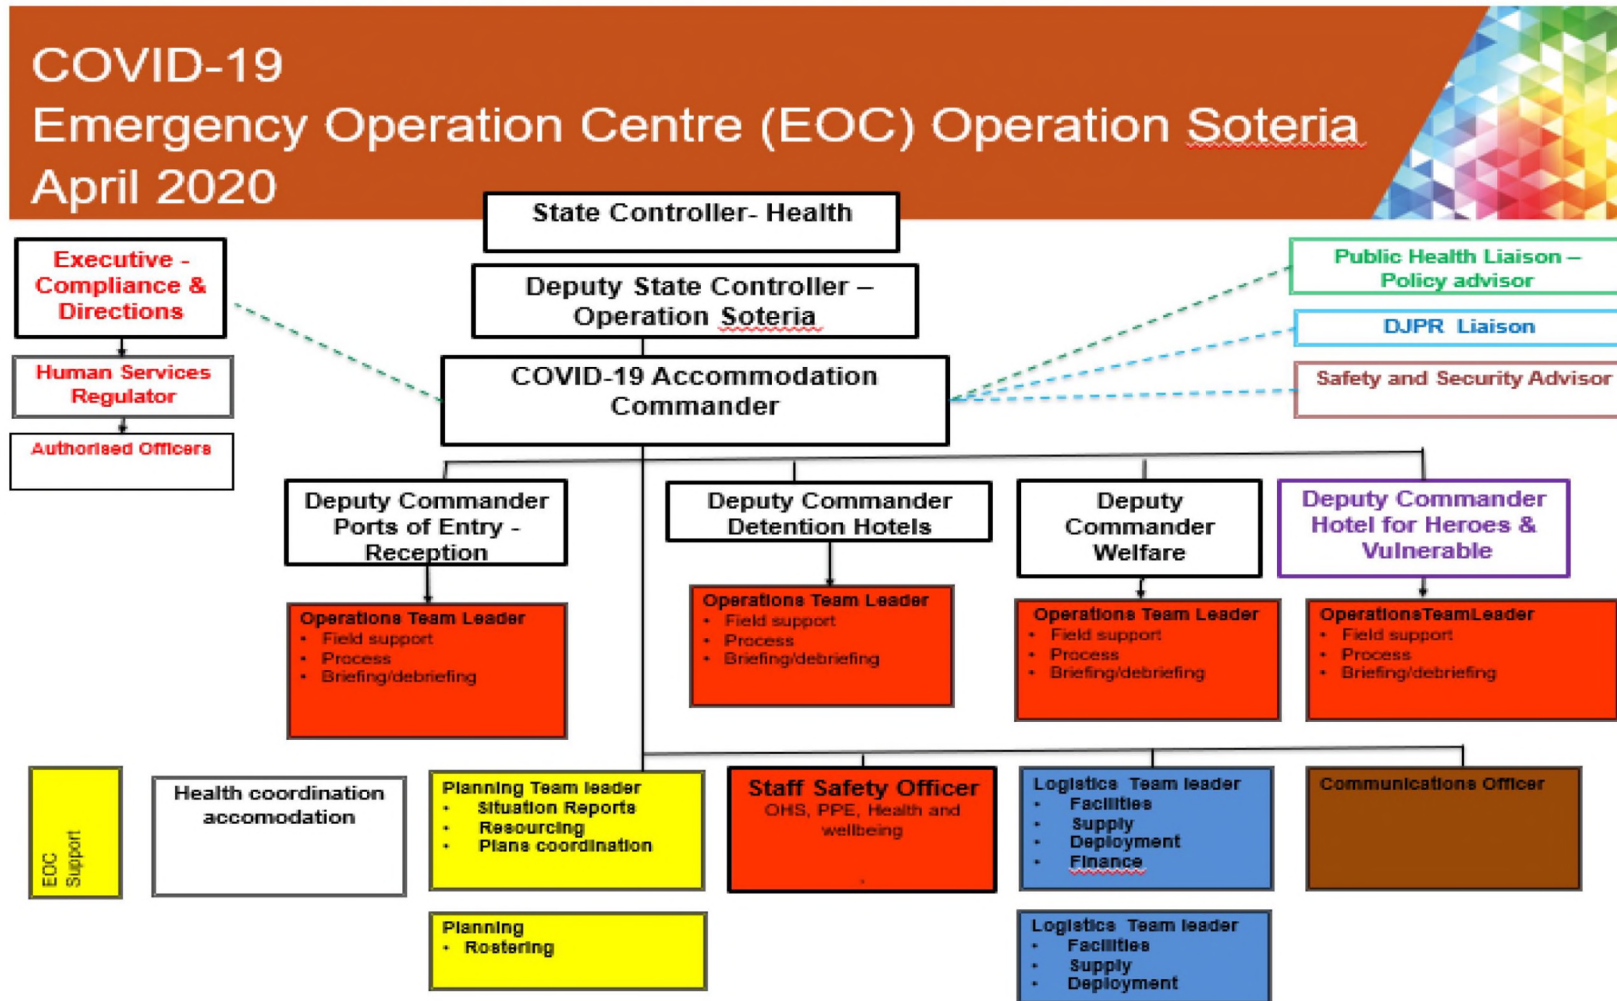 COVID-19
Emergency Operation Centre (EOC) Operation Soteria
April 2020
State Controller- Health
Executive -
Compliance &
Directions
Human Services
Regulator
Authorised Officers
Deputy State Controller –
Operation Soteria
COVID-19 Accommodation
Commander
Public Health Liaison –
Policy advisor
DJPR Liaison
Safety and Security Advisor
Deputy Commander
Ports of Entry -
Reception
Deputy Commander
Detention Hotels
Deputy
Commander
Welfare
Deputy Commander
Hotel for Heroes &
Vulnerable
Operations Team Leader
• Field support
• Process
• Briefing/debriefing
Operations Team Leader
• Field support
• Process
• Briefing/debriefing
Operations Team Leader
• Field support
• Process
• Briefing/debriefing
OperationsTeamLeader
• Field support
• Process
• Briefing/debriefing
EOC
Support
Health coordination
accomodation
Planning Team leader
• Situation Reports
• Resourcing
• Plans coordination
Staff Safety Officer
OHS, PPE, Health and
wellbeing
.
Logistics Team leader
• Facilities
• Supply
• Deployment
• Finance
Communications Officer
Planning
• Rostering
Logistics Team leader
• Facilities
• Supply
• Deployment